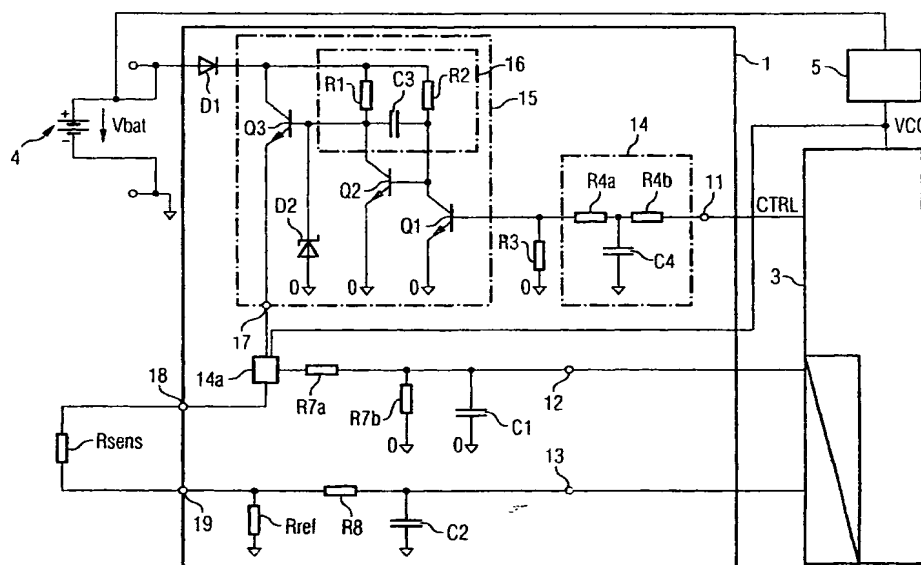 1
5
16
15
R1
C3
R2
D1
Q3
4
+
-
Vbat
VCC
14
R4a
R4b
11
CTRL
Q2
D2
Q1
R3
C4
3
0
0
0
0
17
14a
18
R7a
12
R7b
C1
0
0
Rsens
13
19
R8
Rref
C2